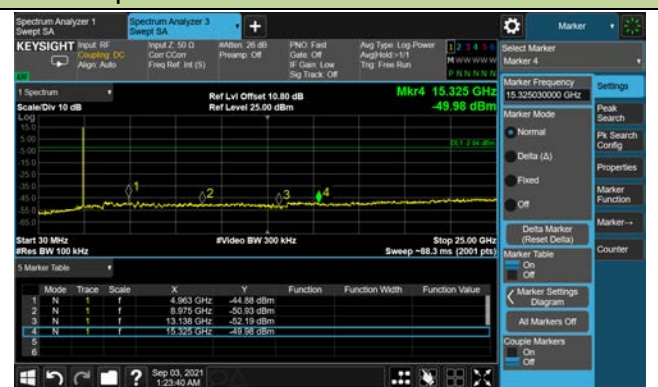 Spectrum Analyzer 1
Swept SA
Spectrum Analyzer 3
Swept SA
+
Marker
KEYSIGHT
Input: RF
Coupling: DC
Align: Auto
Input Z: 50 Ω
Corr CCorr
Freq Ref: Int (S)
#Atten: 26 dB
Preamp: Off
PNO: Fast
Gate: Off
IF Gain: Low
Sig Track: Off
Avg Type: Log-Power
Avg|Hold:>1/1
Trig: Free Run
1 2 3 4 5 6
M W W W W W
P N N N N N
Select Marker
Marker 4
1 Spectrum
Scale/Div 10 dB
Ref Lvl Offset 10.80 dB
Ref Level 25.00 dBm
Mkr4 15.325 GHz
-49.98 dBm
Log
15.0
5.00
-5.00
-15.0
-25.0
-35.0
-45.0
-55.0
-65.0
1
2
3
4
Start 30 MHz
#Res BW 100 kHz
#Video BW 300 kHz
Stop 25.00 GHz
Sweep ~88.3 ms (2001 pts)
5 Marker Table
Mode Trace Scale X Y Function Function Width Function Value
1 N 1 f 4.963 GHz -44.88 dBm
2 N 1 f 8.975 GHz -50.93 dBm
3 N 1 f 13.138 GHz -52.19 dBm
4 N 1 f 15.325 GHz -49.98 dBm
5
6
Marker Frequency
15.325030000 GHz
Marker Mode
Normal
Delta (Δ)
Fixed
Off
Delta Marker
(Reset Delta)
Marker Table
On
Off
Marker Settings
Diagram
All Markers Off
Couple Markers
On
Off
Settings
Peak
Search
Pk Search
Config
Properties
Marker
Function
Marker→
Counter
?
Sep 03, 2021
1:23:40 AM